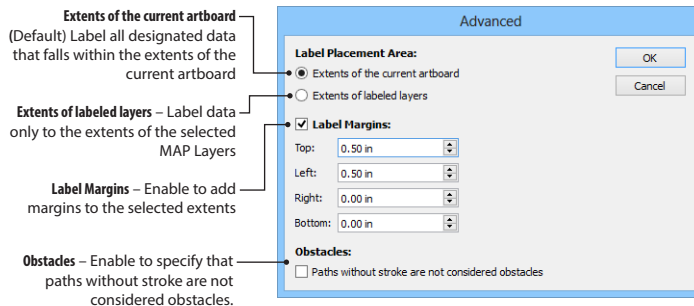 Extents of the current artboard
(Default) Label all designated data
that falls within the extents of the
current artboard
Extents of labeled layers – Label data
only to the extents of the selected
MAP Layers
Label Margins – Enable to add
margins to the selected extents
Obstacles – Enable to specify that
paths without stroke are not
considered obstacles.
Advanced
Label Placement Area:
Extents of the current artboard
Extents of labeled layers
OK
Cancel
Label Margins:
Top: 0.50 in
Left: 0.50 in
Right: 0.00 in
Bottom: 0.00 in
Obstacles:
Paths without stroke are not considered obstacles